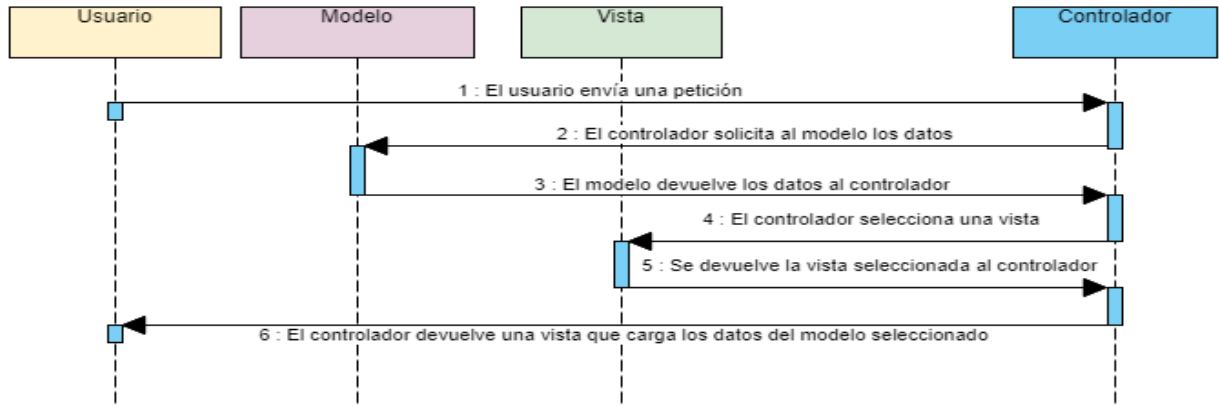 Usuario
Modelo
Vista
Controlador
1 : El usuario envía una petición
2 : El controlador solicita al modelo los datos
3 : El modelo devuelve los datos al controlador
4 : El controlador selecciona una vista
5 : Se devuelve la vista seleccionada al controlador
6 : El controlador devuelve una vista que carga los datos del modelo seleccionado